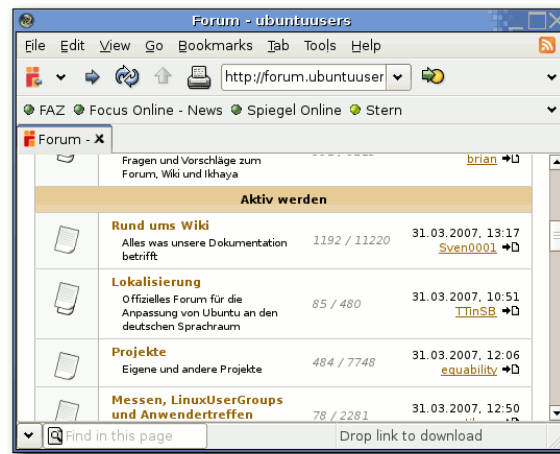 Forum - ubuntuusers
File Edit View Go Bookmarks Tab Tools Help
http://forum.ubuntuuser
FAZ Focus Online - News Spiegel Online Stern
Forum - X
Fragen und Vorschläge zum
Forum, Wiki und Ikhaya
brian
Aktiv werden
Rund ums Wiki
Alles was unsere Dokumentation
betrifft
1192 / 11220
31.03.2007, 13:17
Sven0001
Lokalisierung
Offizielles Forum für die
Anpassung von Ubuntu an den
deutschen Sprachraum
85 / 480
31.03.2007, 10:51
TTinSB
Projekte
Eigene und andere Projekte
484 / 7748
31.03.2007, 12:06
equability
Messen, LinuxUserGroups
und Anwendertreffen
78 / 2281
31.03.2007, 12:50
Find in this page
Drop link to download